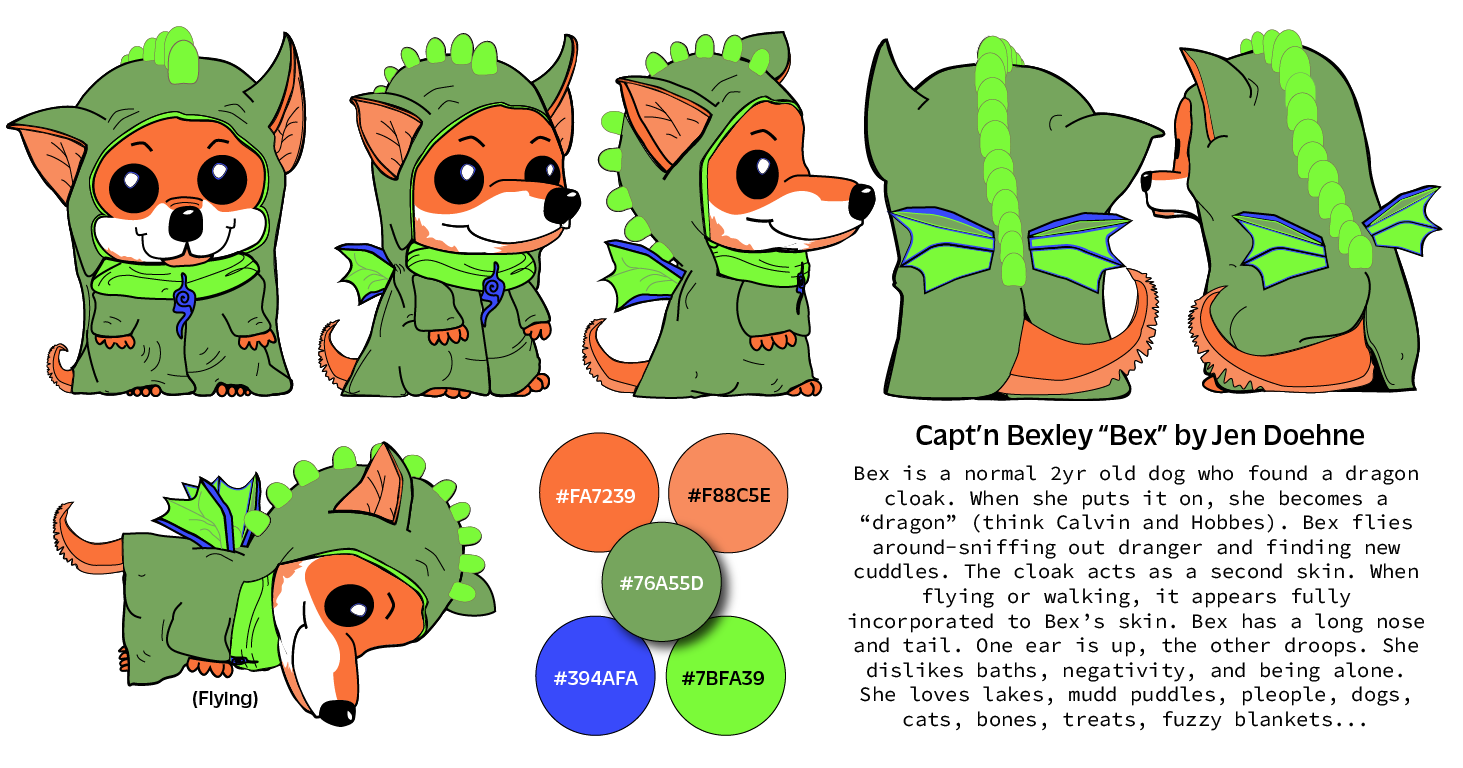 Capt'n Bexley “Bex” by Jen Doehne
Bex is a normal 2yr old dog who found a dragon
cloak. When she puts it on, she becomes a
“dragon” (think Calvin and Hobbes). Bex flies
around-sniffing out dranger and finding new
cuddles. The cloak acts as a second skin. When
flying or walking, it appears fully
incorporated to Bex’s skin. Bex has a long nose
and tail. One ear is up, the other droops. She
dislikes baths, negativity, and being alone.
She loves lakes, mudd puddles, pleople, dogs,
cats, bones, treats, fuzzy blankets...
#FA7239
#F88C5E
#76A55D
#394AFA
#7BFA39
(Flying)